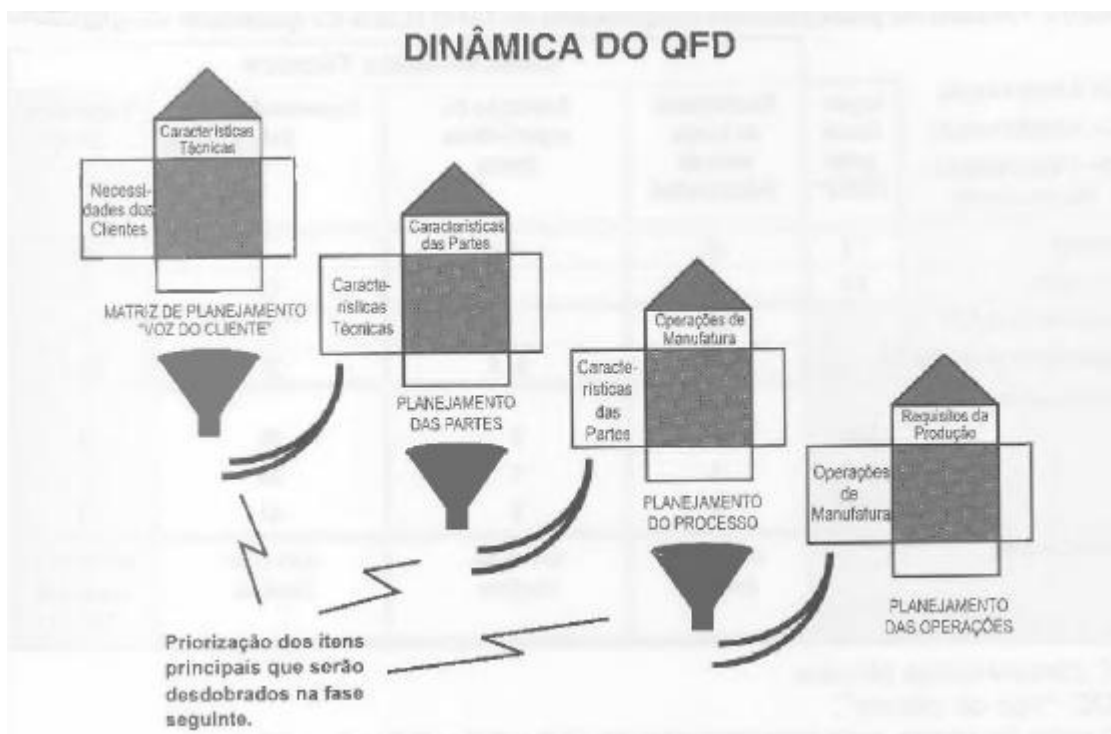 DINÂMICA DO QFD
Características
Técnicas
Necessi-
dades dos
Clientes
MATRIZ DE PLANEJAMENTO
"VOZ DO CLIENTE"
Características
das Partes
Caracte-
rísticas
Técnicas
PLANEJAMENTO
DAS PARTES
Operações de
Manufatura
Caracte-
rísticas
das
Partes
PLANEJAMENTO
DO PROCESSO
Requisitos da
Produção
Operações
de
Manufatura
PLANEJAMENTO
DAS OPERAÇÕES
Priorização dos itens
principais que serão
desdobrados na fase
seguinte.